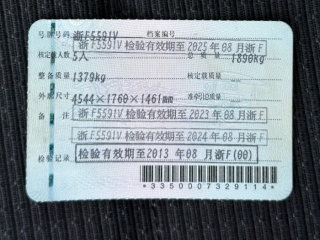 号牌号码 浙F5591V 档案编号
浙F5591V 检验有效期至2025年08月浙F
核定载人数 5人 总质量 1890kg
整备质量 1379kg 核定载质量
外廓尺寸 4544×1760×1461mm 准牵引总质量
备注 浙F5591V 检验有效期至2023年08月浙F
浙F5591V 检验有效期至2024年08月浙F
检验记录 检验有效期至2013年08月浙F(00)
*3350007329114*